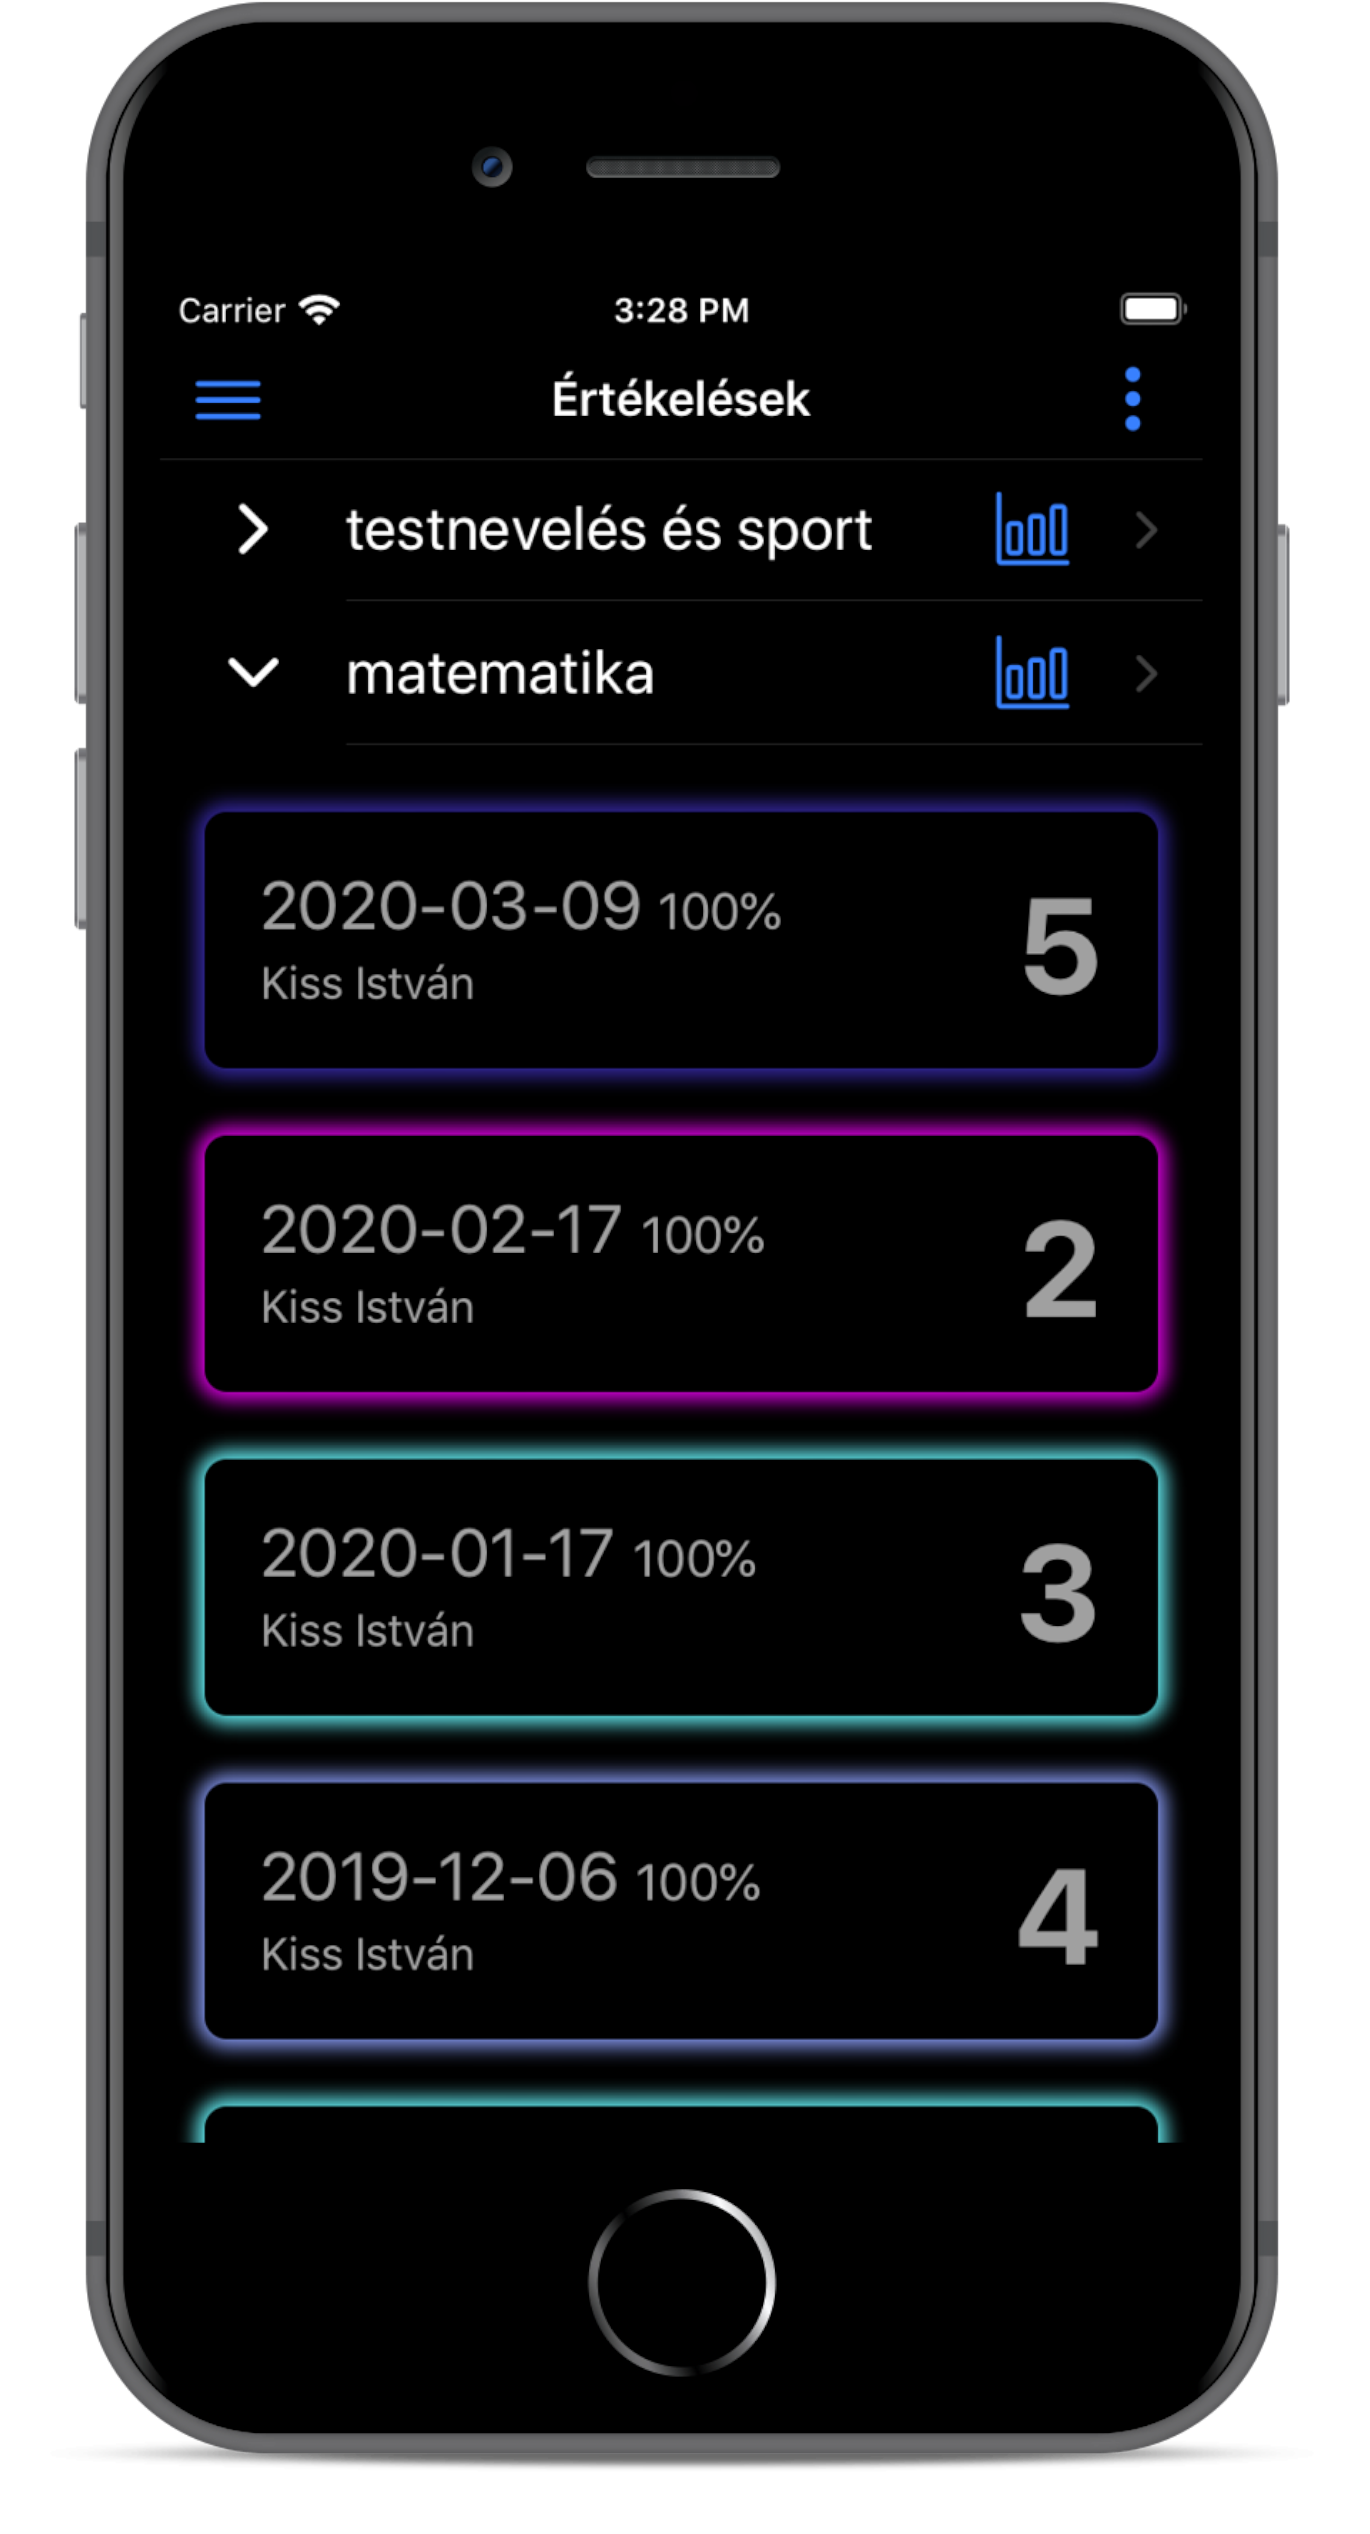 Carrier 3:28 PM
Értékelések
testnevelés és sport
matematika
2020-03-09 100%
Kiss István
5
2020-02-17 100%
Kiss István
2
2020-01-17 100%
Kiss István
3
2019-12-06 100%
Kiss István
4